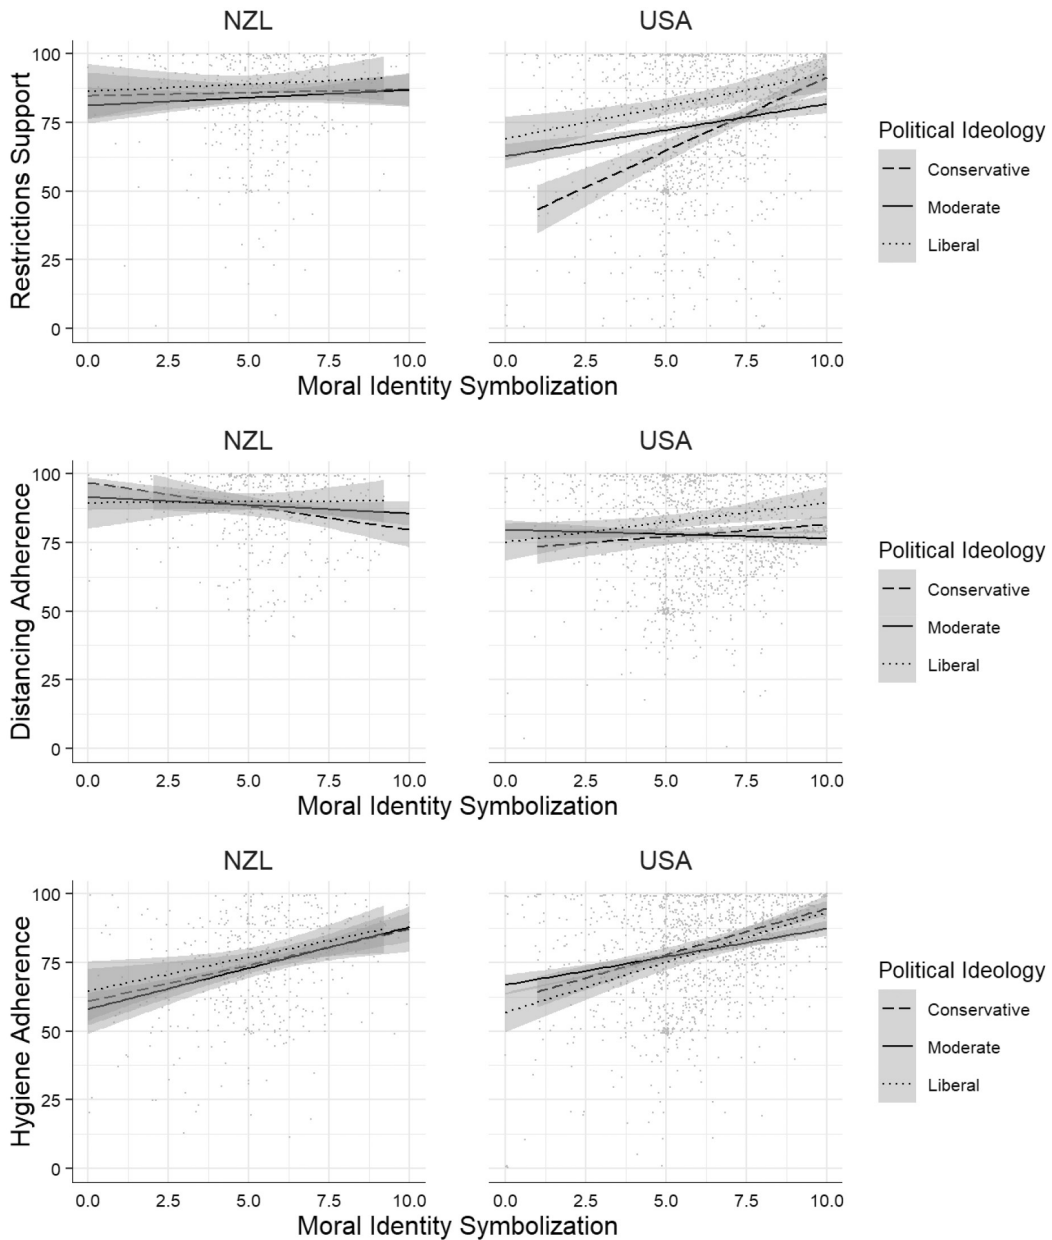 NZL USA
Restrictions Support
100
75
50
25
0
0.0 2.5 5.0 7.5 10.0 0.0 2.5 5.0 7.5 10.0
Moral Identity Symbolization
Political Ideology
Conservative
Moderate
Liberal
NZL USA
Distancing Adherence
100
75
50
25
0
0.0 2.5 5.0 7.5 10.0 0.0 2.5 5.0 7.5 10.0
Moral Identity Symbolization
Political Ideology
Conservative
Moderate
Liberal
NZL USA
Hygiene Adherence
100
75
50
25
0
0.0 2.5 5.0 7.5 10.0 0.0 2.5 5.0 7.5 10.0
Moral Identity Symbolization
Political Ideology
Conservative
Moderate
Liberal